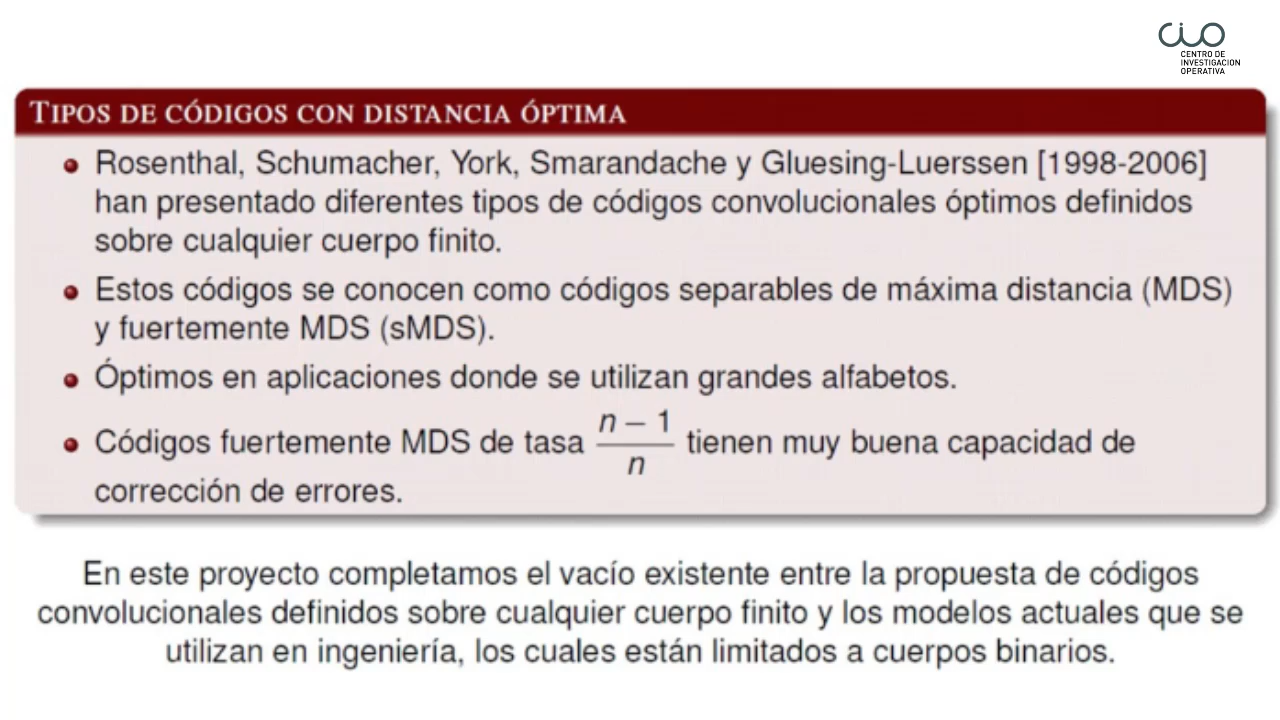 CIO
CENTRO DE
INVESTIGACION
OPERATIVA
TIPOS DE CÓDIGOS CON DISTANCIA ÓPTIMA
Rosenthal, Schumacher, York, Smarandache y Gluesing-Luerssen [1998-2006]
han presentado diferentes tipos de códigos convolucionales óptimos definidos
sobre cualquier cuerpo finito.
Estos códigos se conocen como códigos separables de máxima distancia (MDS)
y fuertemente MDS (sMDS).
Óptimos en aplicaciones donde se utilizan grandes alfabetos.
Códigos fuertemente MDS de tasa (n − 1)/n tienen muy buena capacidad de
corrección de errores.
En este proyecto completamos el vacío existente entre la propuesta de códigos
convolucionales definidos sobre cualquier cuerpo finito y los modelos actuales que se
utilizan en ingeniería, los cuales están limitados a cuerpos binarios.